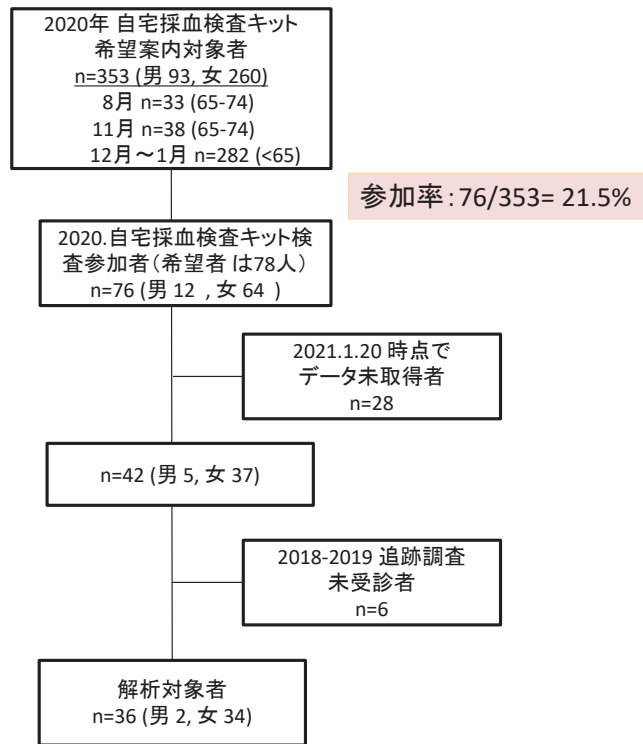 2020年 自宅採血検査キット
希望案内対象者
n=353 (男 93, 女 260)
8月 n=33 (65-74)
11月 n=38 (65-74)
12月～1月 n=282 (<65)
参加率：76/353= 21.5%
2020.自宅採血検査キット検
査参加者（希望者 は78人）
n=76 (男 12 , 女 64 )
2021.1.20 時点で
データ未取得者
n=28
n=42 (男 5, 女 37)
2018-2019 追跡調査
未受診者
n=6
解析対象者
n=36 (男 2, 女 34)